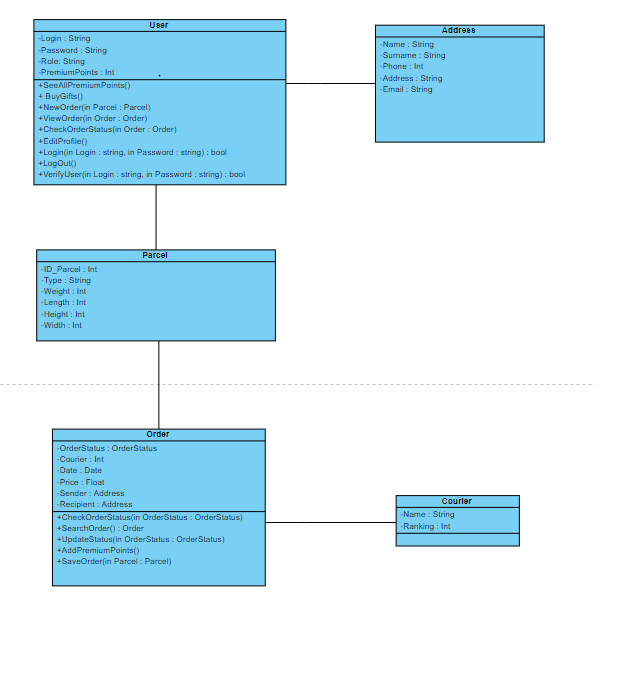 User
-Login : String
-Password : String
-Role: String
-PremiumPoints : Int
+SeeAllPremiumPoints()
+ BuyGifts()
+NewOrder(in Parcel : Parcel)
+ViewOrder(in Order : Order)
+CheckOrderStatus(in Order : Order)
+EditProfile()
+Login(in Login : string, in Password : string) : bool
+LogOut()
+VerifyUser(in Login : string, in Password : string) : bool
Address
-Name : String
-Surname : String
-Phone : Int
-Address : String
-Email : String
Parcel
-ID_Parcel : Int
-Type : String
-Weight : Int
-Length : Int
-Height : Int
-Width : Int
Order
-OrderStatus : OrderStatus
-Courier : Int
-Date : Date
-Price : Float
-Sender : Address
-Recipient : Address
+CheckOrderStatus(in OrderStatus : OrderStatus)
+SearchOrder() : Order
+UpdateStatus(in OrderStatus : OrderStatus)
+AddPremiumPoints()
+SaveOrder(in Parcel : Parcel)
Courier
-Name : String
-Ranking : Int